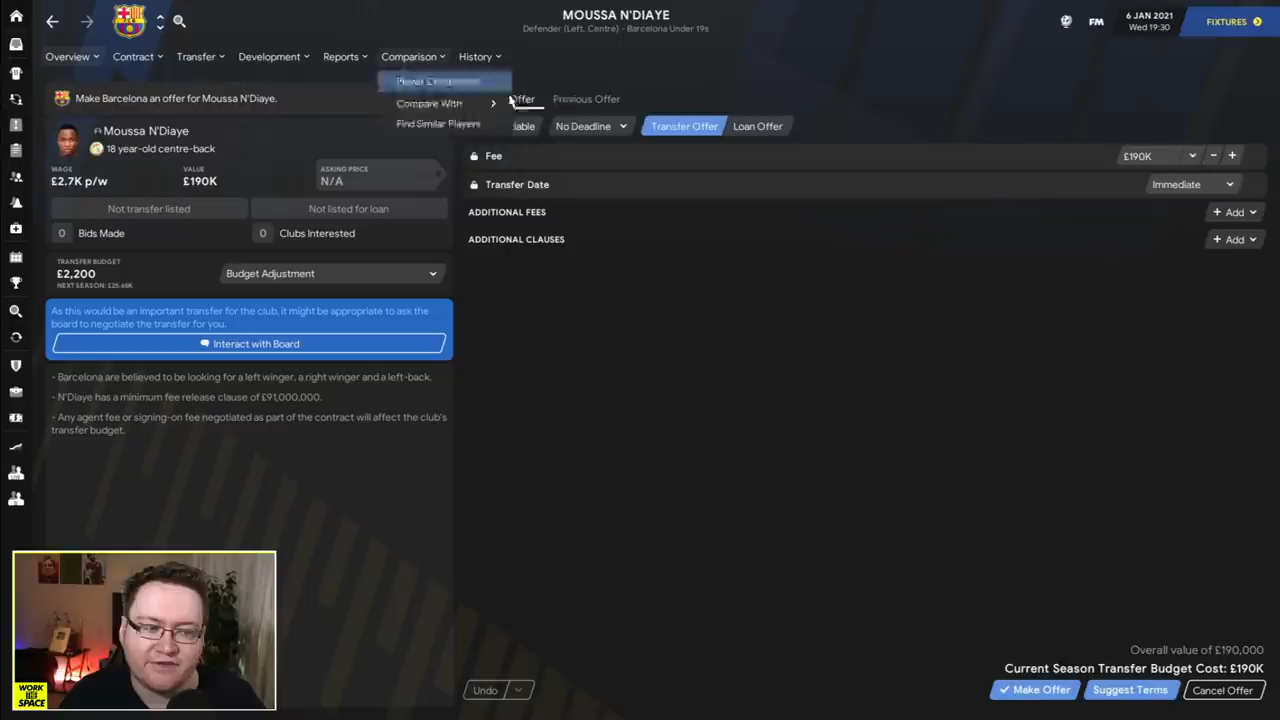 MOUSSA N'DIAYE
Defender (Left, Centre) - Barcelona Under 19s
FM
6 JAN 2021
Wed 19:30
FIXTURES
Overview
Contract
Transfer
Development
Reports
Comparison
History
Compare With
Find Similar Players
Make Barcelona an offer for Moussa N'Diaye.
Offer
Previous Offer
No Deadline
Transfer Offer
Loan Offer
Moussa N'Diaye
18 year-old centre-back
WAGE
£2.7K p/w
VALUE
£190K
ASKING PRICE
N/A
Not transfer listed
Not listed for loan
0 Bids Made
0 Clubs Interested
TRANSFER BUDGET
£2,200
NEXT SEASON: £25.65K
Budget Adjustment
As this would be an important transfer for the club, it might be appropriate to ask the
board to negotiate the transfer for you.
Interact with Board
- Barcelona are believed to be looking for a left winger, a right winger and a left-back.
- N'Diaye has a minimum fee release clause of £91,000,000.
- Any agent fee or signing-on fee negotiated as part of the contract will affect the club's
transfer budget.
Fee
£190K
Transfer Date
Immediate
ADDITIONAL FEES
+ Add
ADDITIONAL CLAUSES
+ Add
Overall value of £190,000
Current Season Transfer Budget Cost: £190K
Undo
Make Offer
Suggest Terms
Cancel Offer
WORK
THE
SPACE